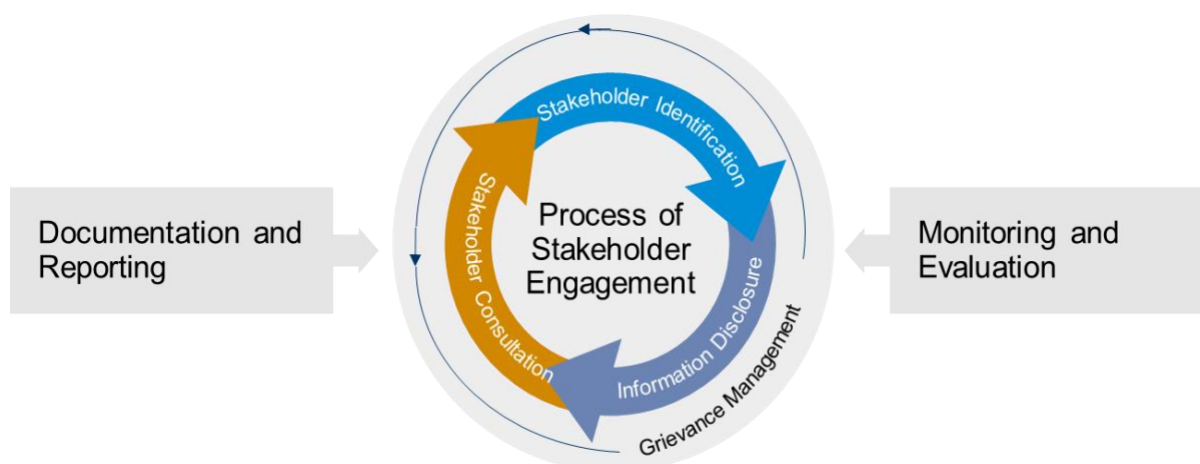 Stakeholder Identification
Documentation and
Reporting
Process of
Stakeholder
Engagement
Monitoring and
Evaluation
Stakeholder Consultation
Information Disclosure
Grievance Management